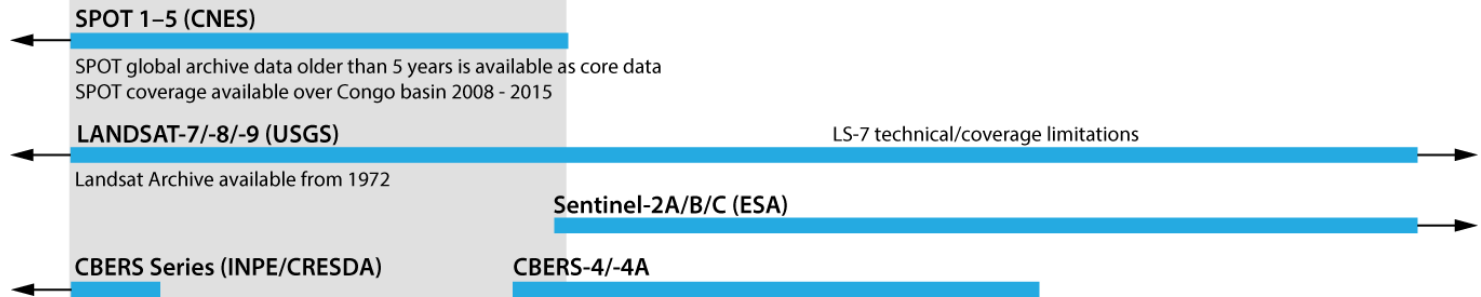 SPOT 1–5 (CNES)
SPOT global archive data older than 5 years is available as core data
SPOT coverage available over Congo basin 2008 - 2015
LANDSAT-7/-8/-9 (USGS)
LS-7 technical/coverage limitations
Landsat Archive available from 1972
Sentinel-2A/B/C (ESA)
CBERS Series (INPE/CRESDA)
CBERS-4/-4A